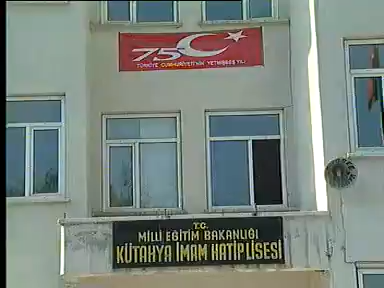 75
TÜRKİYE CUMHURİYETİ'NİN YETMİŞBEŞ YILI
T.C.
MİLLİ EĞİTİM BAKANLIĞI
KÜTAHYA İMAM HATİP LİSESİ